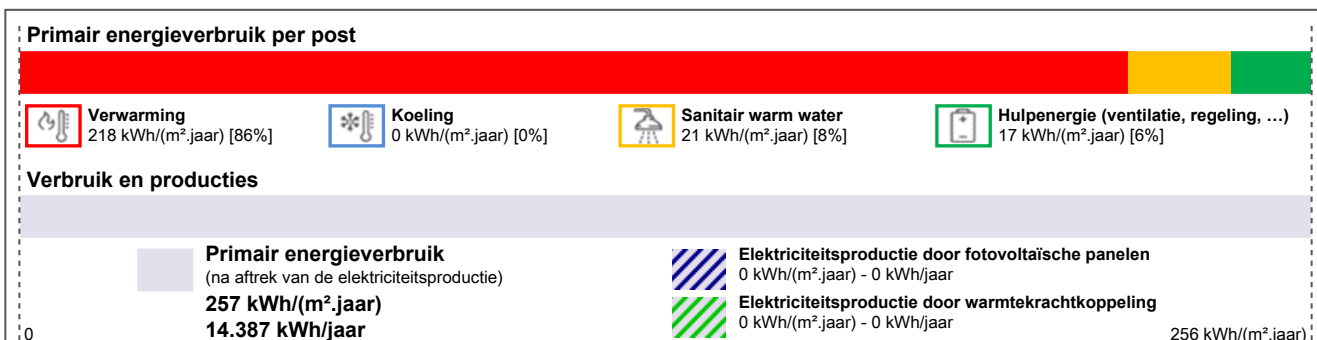 Primair energieverbruik per post
Verwarming
218 kWh/(m².jaar) [86%]
Koeling
0 kWh/(m².jaar) [0%]
Sanitair warm water
21 kWh/(m².jaar) [8%]
Hulpenergie (ventilatie, regeling, …)
17 kWh/(m².jaar) [6%]
Verbruik en producties
Primair energieverbruik
(na aftrek van de elektriciteitsproductie)
257 kWh/(m².jaar)
14.387 kWh/jaar
Elektriciteitsproductie door fotovoltaïsche panelen
0 kWh/(m².jaar) - 0 kWh/jaar
Elektriciteitsproductie door warmtekrachtkoppeling
0 kWh/(m².jaar) - 0 kWh/jaar
0
256 kWh/(m².jaar)